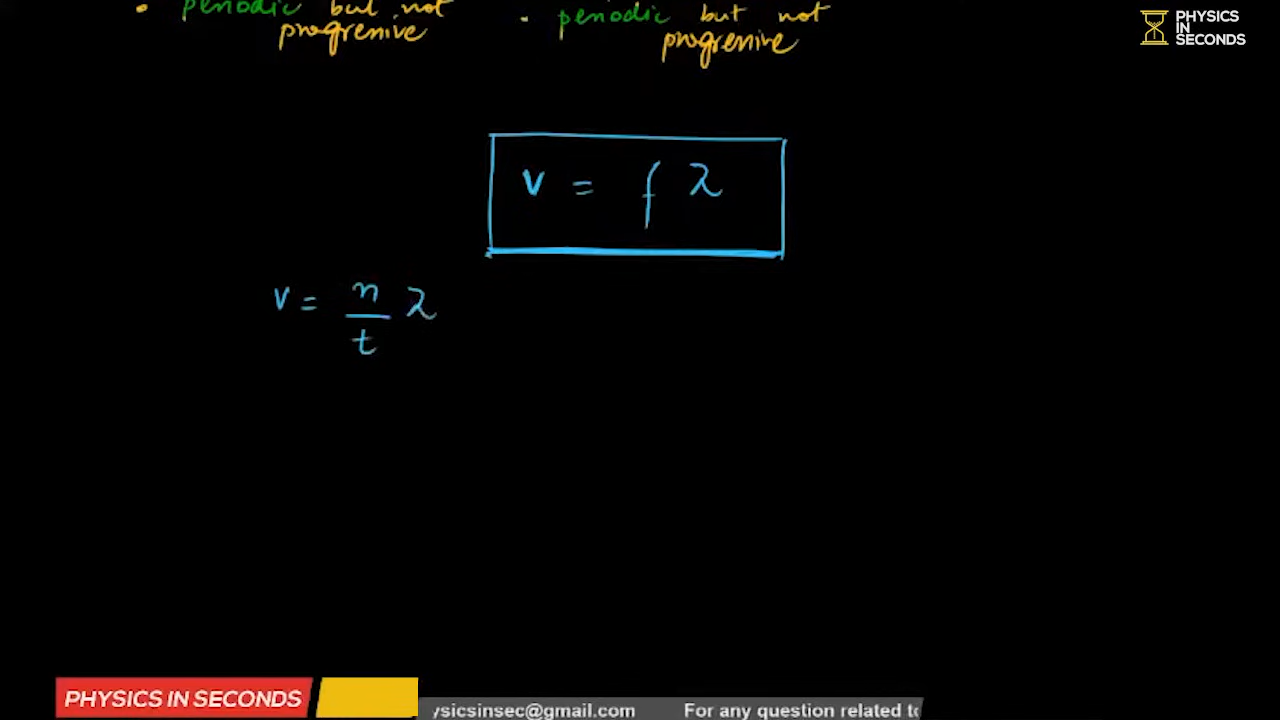 • periodic but not
progressive
• periodic but not
progressive
PHYSICS
IN
SECONDS
v = f λ
v = n/t λ
PHYSICS IN SECONDS
ysicsinsec@gmail.com For any question related to